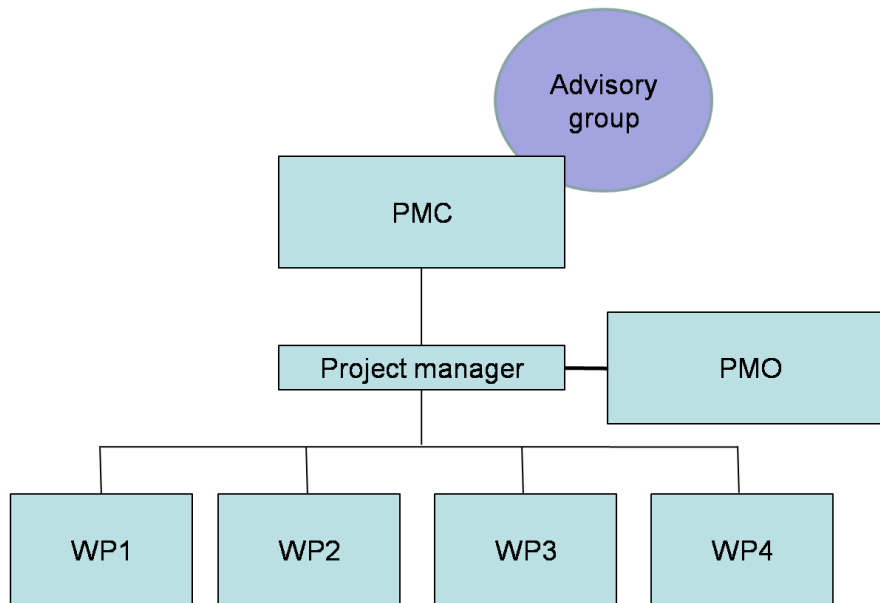 Advisory
group
PMC
Project manager
PMO
WP1
WP2
WP3
WP4